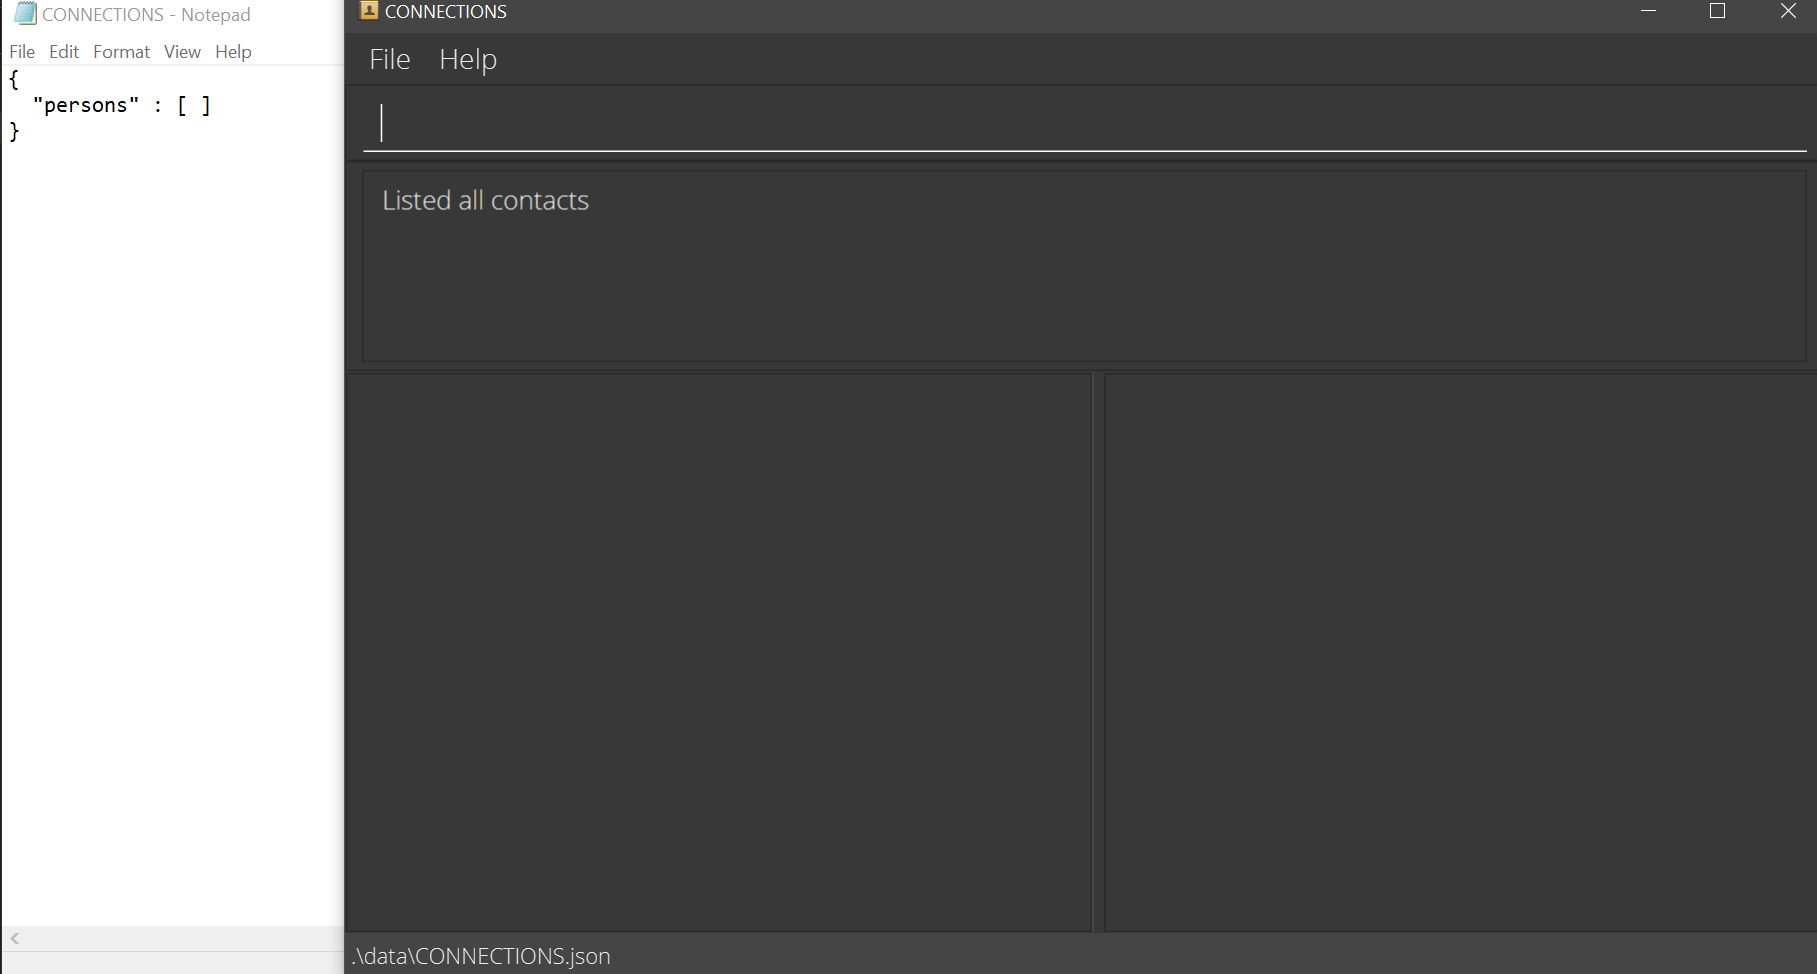 CONNECTIONS - Notepad
File Edit Format View Help
{
"persons" : [ ]
}
CONNECTIONS
File Help
Listed all contacts
.\data\CONNECTIONS.json